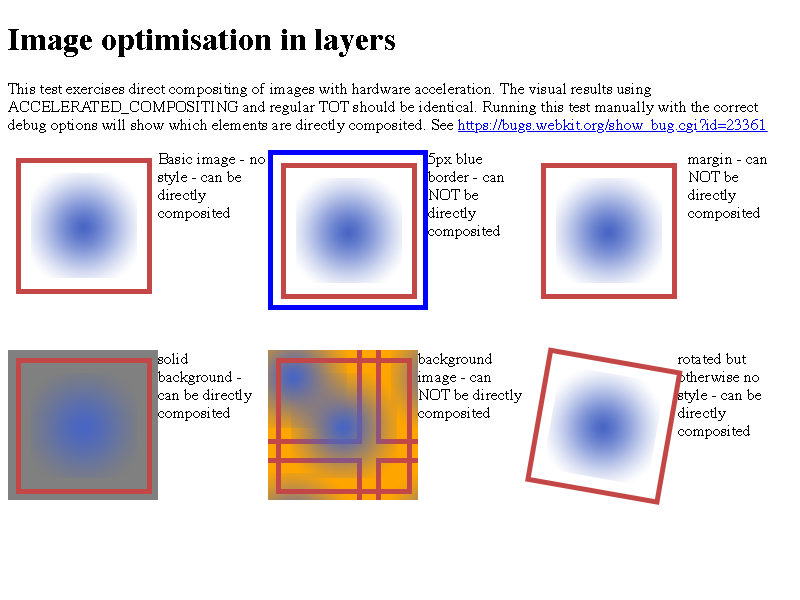 Image optimisation in layers
This test exercises direct compositing of images with hardware acceleration. The visual results using
ACCELERATED_COMPOSITING and regular TOT should be identical. Running this test manually with the correct
debug options will show which elements are directly composited. See https://bugs.webkit.org/show_bug.cgi?id=23361
Basic image - no
style - can be
directly
composited
5px blue
border - can
NOT be
directly
composited
margin - can
NOT be
directly
composited
solid
background -
can be directly
composited
background
image - can
NOT be directly
composited
rotated but
otherwise no
style - can be
directly
composited